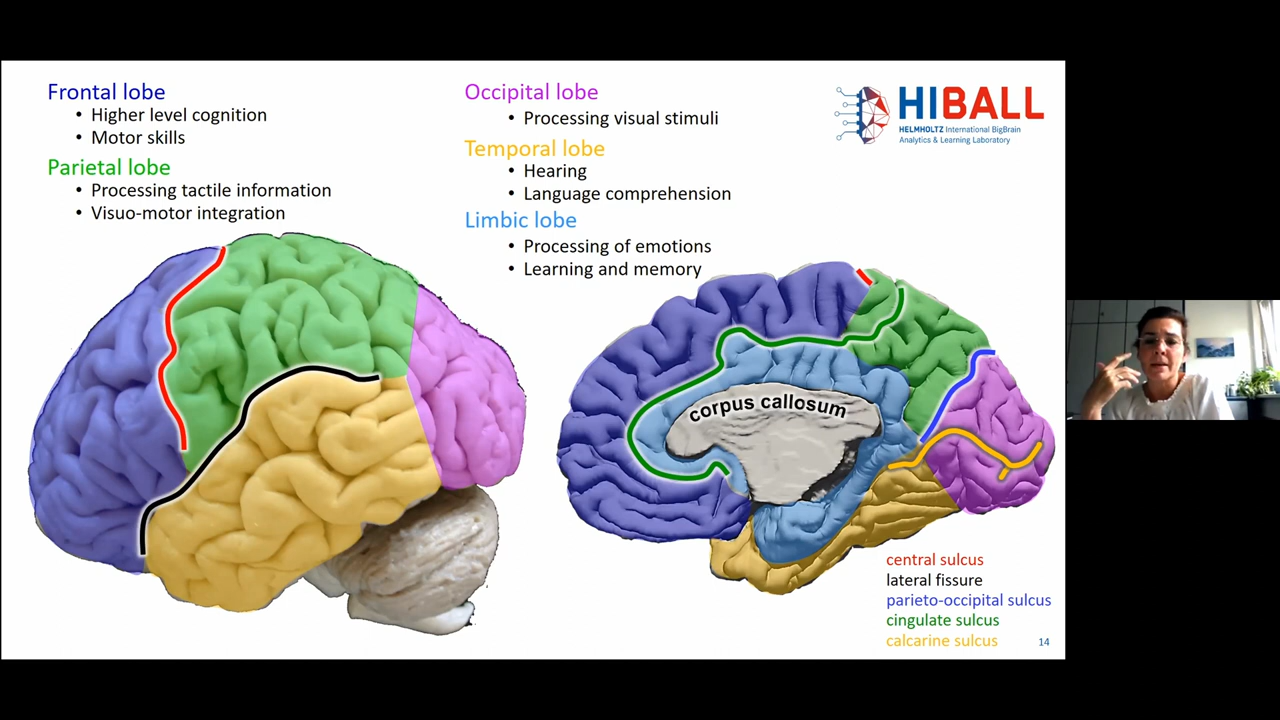 Frontal lobe
• Higher level cognition
• Motor skills
Parietal lobe
• Processing tactile information
• Visuo-motor integration
Occipital lobe
• Processing visual stimuli
Temporal lobe
• Hearing
• Language comprehension
Limbic lobe
• Processing of emotions
• Learning and memory
HIBALL
HELMHOLTZ International BigBrain
Analytics & Learning Laboratory
corpus callosum
central sulcus
lateral fissure
parieto-occipital sulcus
cingulate sulcus
calcarine sulcus
14